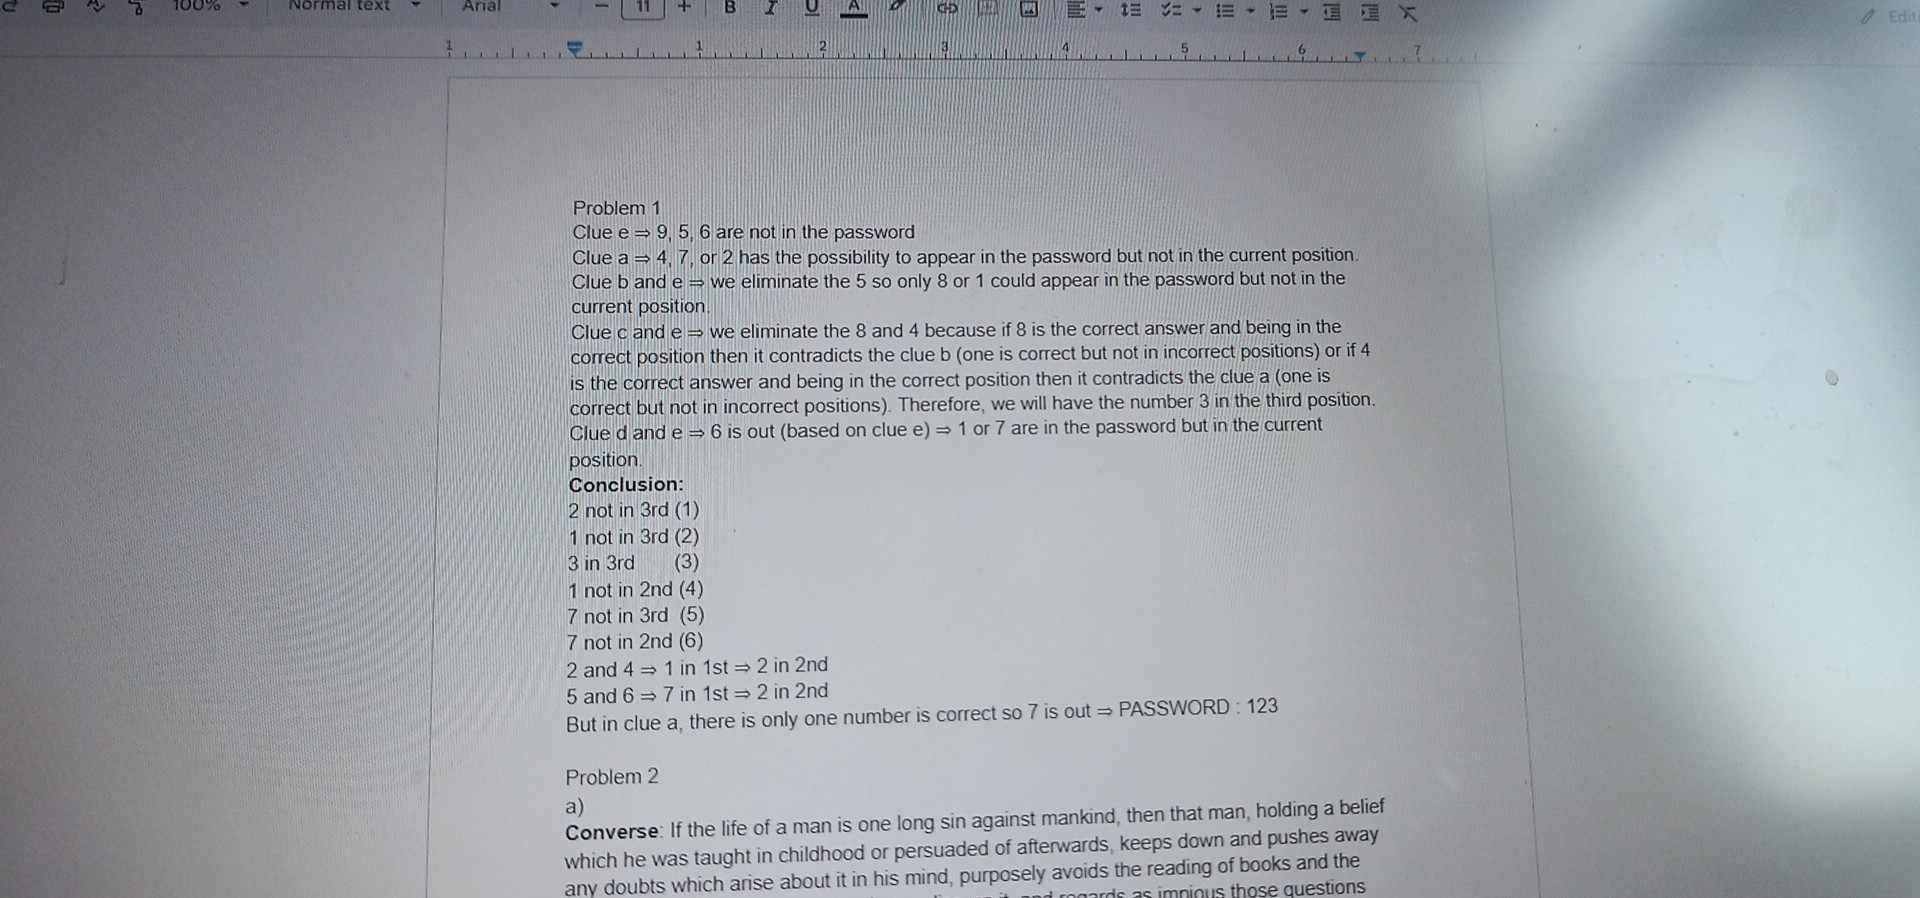 100% Normal text Arial 11 B I U A Edit
1 1 2 3 4 5 6 7
Problem 1
Clue e ⇒ 9, 5, 6 are not in the password
Clue a ⇒ 4, 7, or 2 has the possibility to appear in the password but not in the current position.
Clue b and e ⇒ we eliminate the 5 so only 8 or 1 could appear in the password but not in the
current position.
Clue c and e ⇒ we eliminate the 8 and 4 because if 8 is the correct answer and being in the
correct position then it contradicts the clue b (one is correct but not in incorrect positions) or if 4
is the correct answer and being in the correct position then it contradicts the clue a (one is
correct but not in incorrect positions). Therefore, we will have the number 3 in the third position.
Clue d and e ⇒ 6 is out (based on clue e) ⇒ 1 or 7 are in the password but in the current
position.
Conclusion:
2 not in 3rd (1)
1 not in 3rd (2)
3 in 3rd (3)
1 not in 2nd (4)
7 not in 3rd (5)
7 not in 2nd (6)
2 and 4 ⇒ 1 in 1st ⇒ 2 in 2nd
5 and 6 ⇒ 7 in 1st ⇒ 2 in 2nd
But in clue a, there is only one number is correct so 7 is out ⇒ PASSWORD : 123
Problem 2
a)
Converse: If the life of a man is one long sin against mankind, then that man, holding a belief
which he was taught in childhood or persuaded of afterwards, keeps down and pushes away
any doubts which arise about it in his mind, purposely avoids the reading of books and the
it, and regards as impious those questions